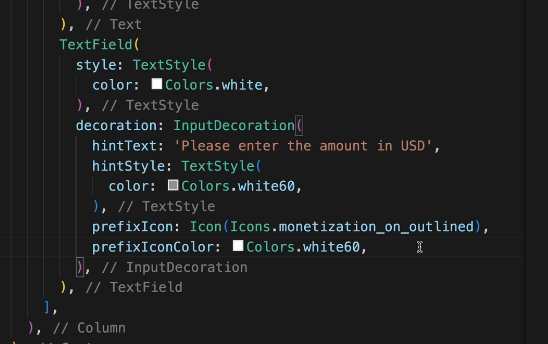 ), // TextStyle
), // Text
TextField(
style: TextStyle(
color: Colors.white,
), // TextStyle
decoration: InputDecoration(
hintText: 'Please enter the amount in USD',
hintStyle: TextStyle(
color: Colors.white60,
), // TextStyle
prefixIcon: Icon(Icons.monetization_on_outlined),
prefixIconColor: Colors.white60,
), // InputDecoration
), // TextField
],
), // Column